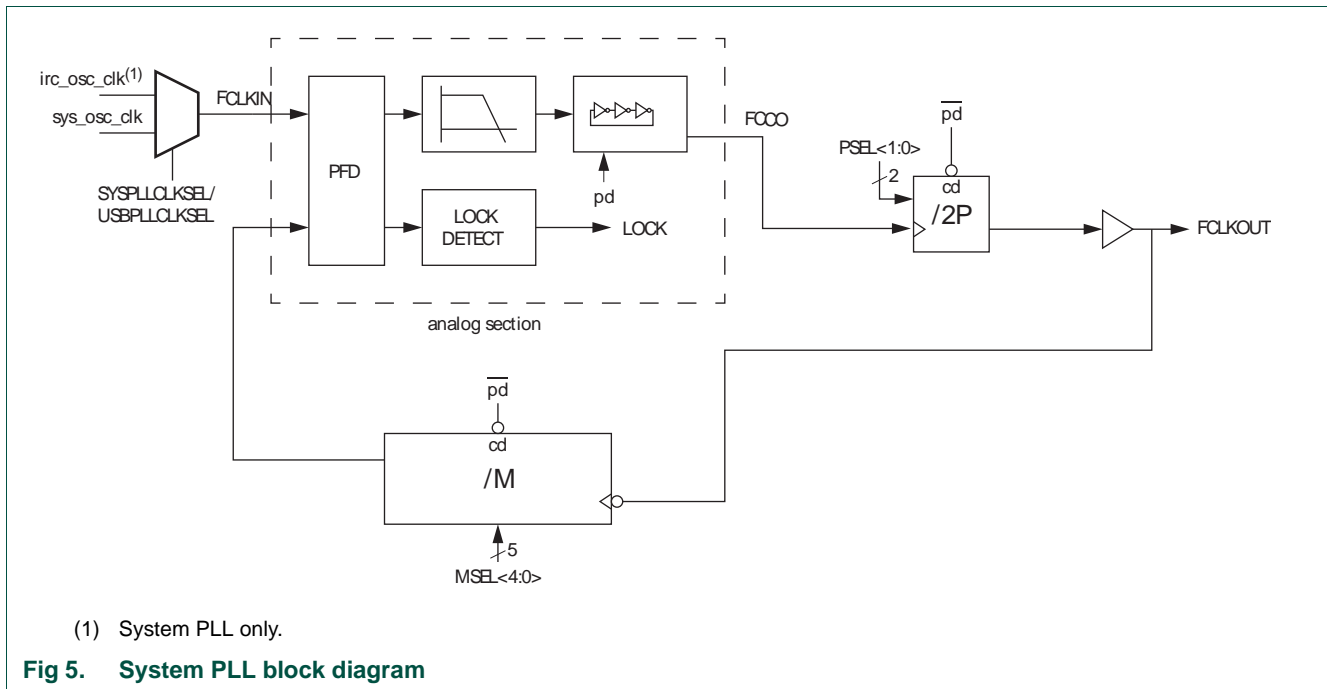 irc_osc_clk(1)
sys_osc_clk
FCLKIN
SYSPLLCLKSEL/
USBPLLCLKSEL
PFD
pd
LOCK
DETECT
LOCK
analog section
FCCO
pd
PSEL<1:0>
2
cd
/2P
FCLKOUT
pd
cd
/M
5
MSEL<4:0>
(1) System PLL only.
Fig 5. System PLL block diagram